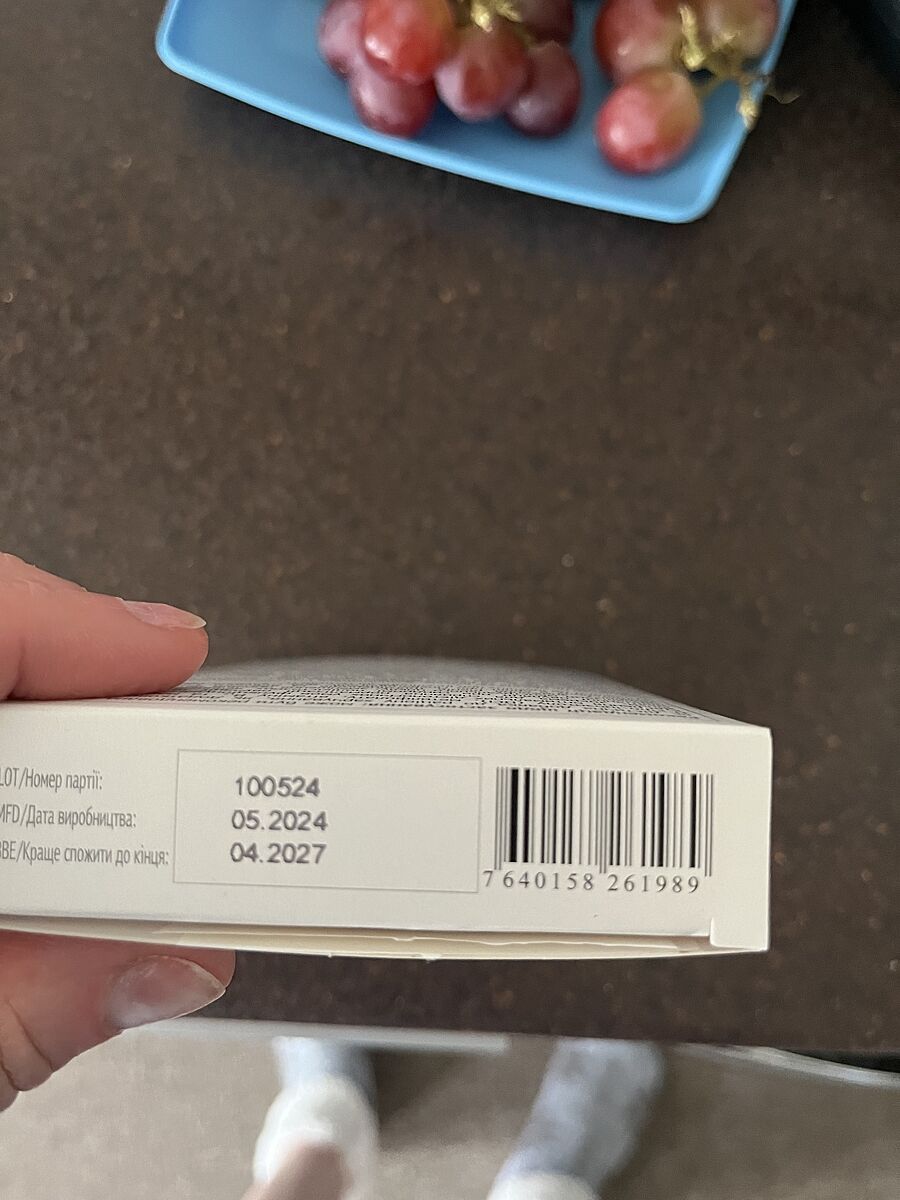 LOT/Номер партії: 100524
MFD/Дата виробництва: 05.2024
BBE/Краще спожити до кінця: 04.2027
7 640158 261989